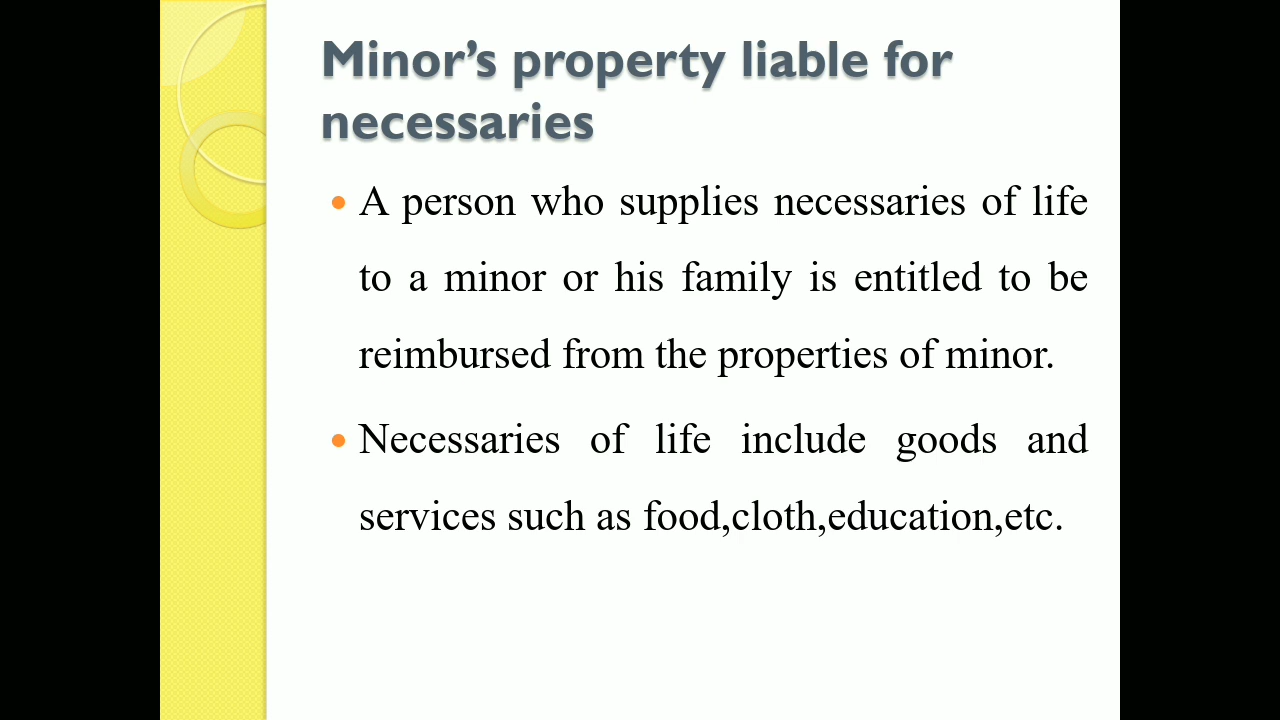 Minor’s property liable for
necessaries
• A person who supplies necessaries of life
to a minor or his family is entitled to be
reimbursed from the properties of minor.
• Necessaries of life include goods and
services such as food,cloth,education,etc.